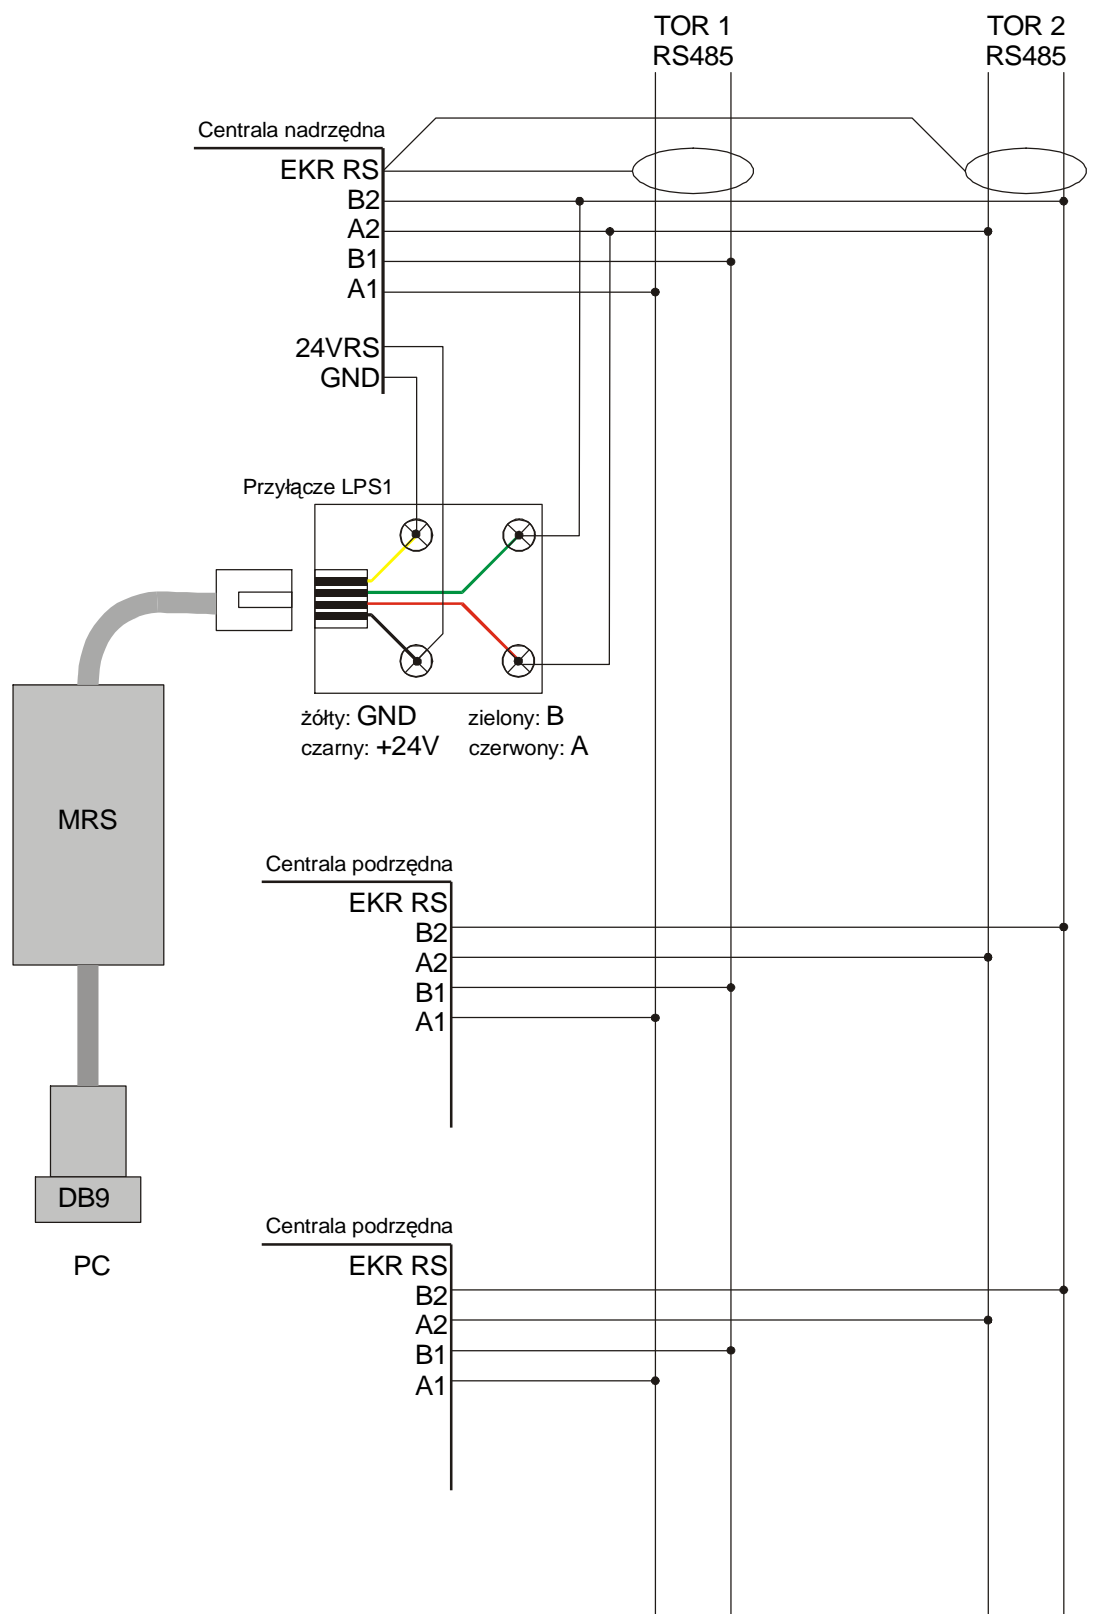 TOR 1
RS485
TOR 2
RS485
Centrala nadrzędna
EKR RS
B2
A2
B1
A1
24VRS
GND
Przyłącze LPS1
żółty: GND
zielony: B
czarny: +24V
czerwony: A
MRS
Centrala podrzędna
EKR RS
B2
A2
B1
A1
DB9
PC
Centrala podrzędna
EKR RS
B2
A2
B1
A1